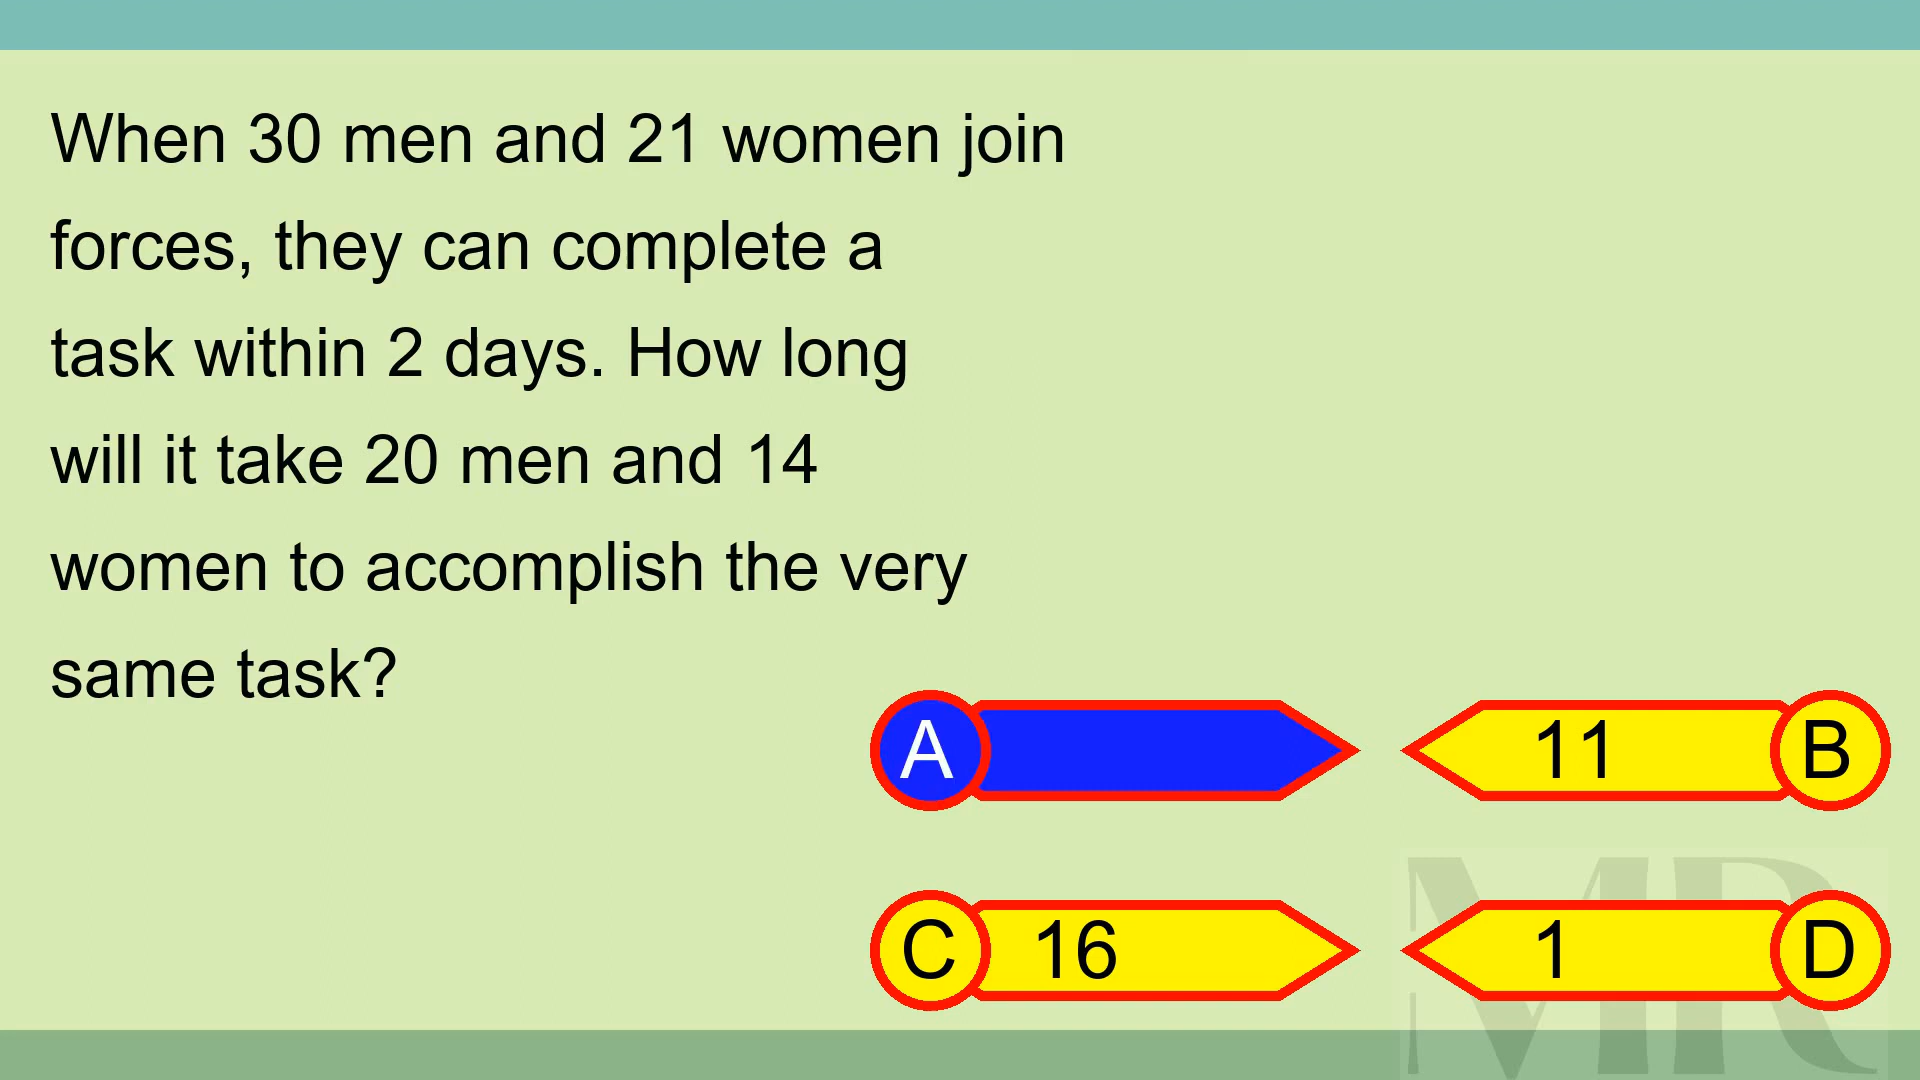 When 30 men and 21 women join
forces, they can complete a
task within 2 days. How long
will it take 20 men and 14
women to accomplish the very
same task?
A
11 B
C 16
1 D
MR